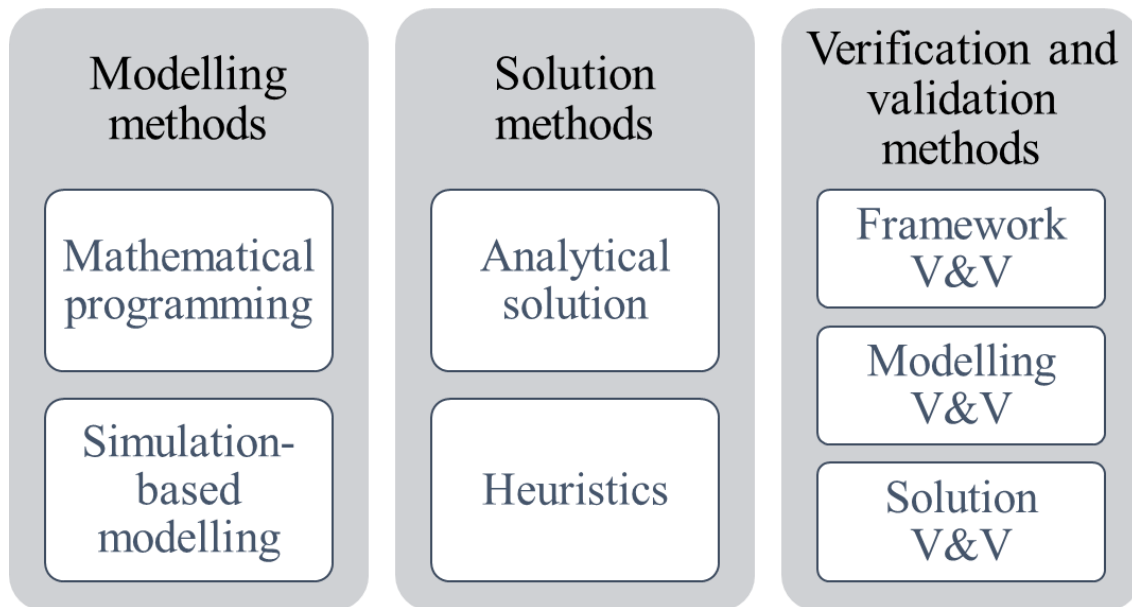 Modelling
methods
Mathematical
programming
Simulation-
based
modelling
Solution
methods
Analytical
solution
Heuristics
Verification and
validation
methods
Framework
V&V
Modelling
V&V
Solution
V&V